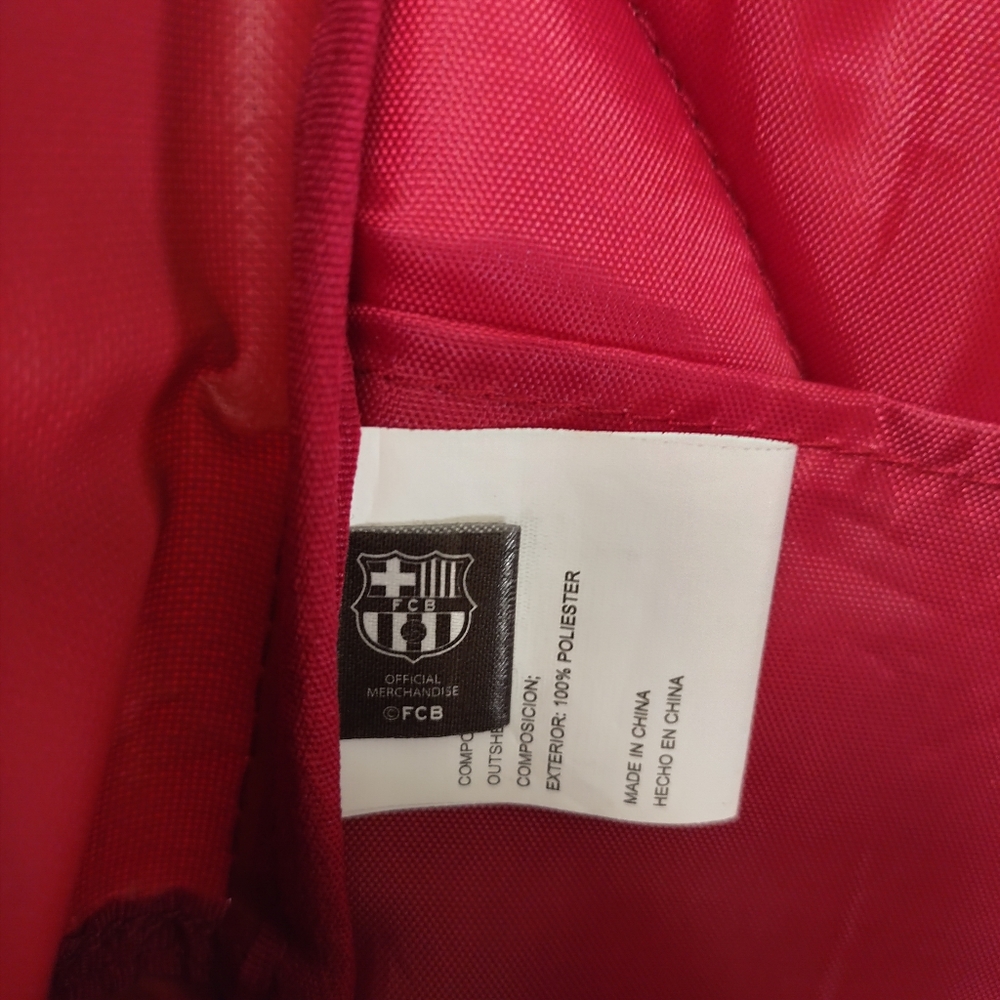 FCB
OFFICIAL
MERCHANDISE
©FCB
COMPOSICION;
EXTERIOR: 100% POLIESTER
MADE IN CHINA
HECHO EN CHINA